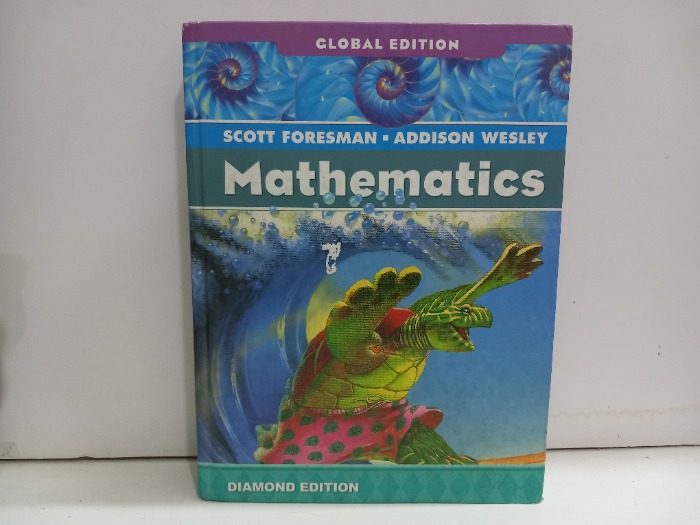 GLOBAL EDITION
SCOTT FORESMAN ▪ ADDISON WESLEY
Mathematics
DIAMOND EDITION